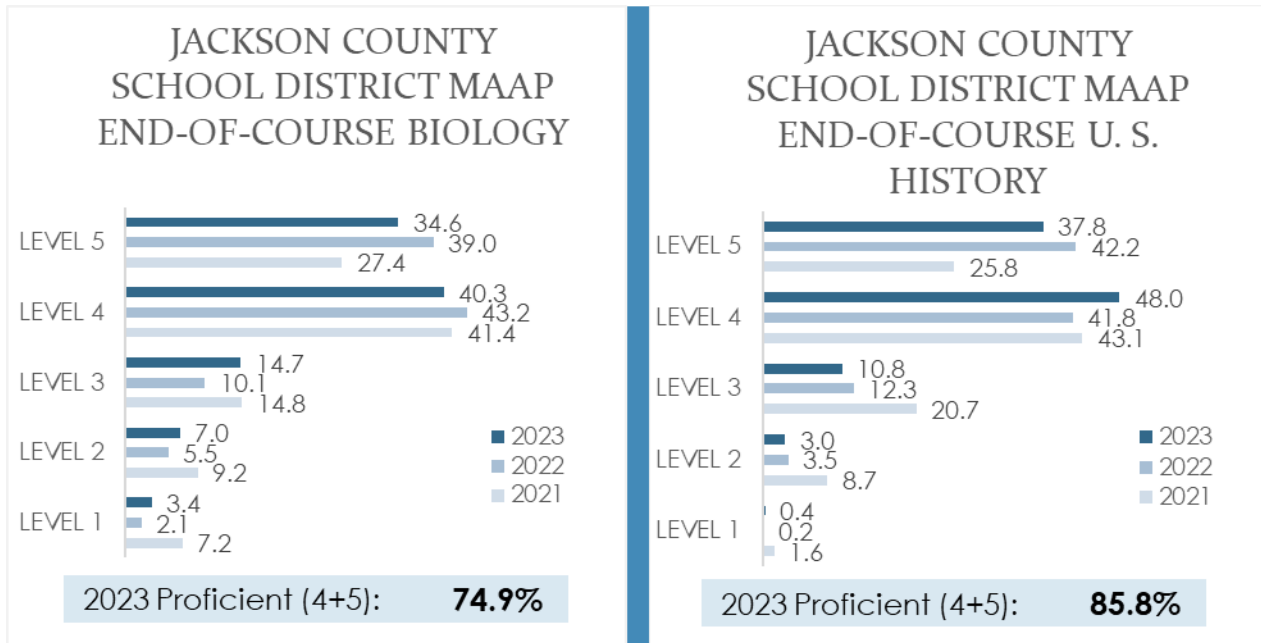 JACKSON COUNTY
SCHOOL DISTRICT MAAP
END-OF-COURSE BIOLOGY
LEVEL 5
34.6
39.0
27.4
LEVEL 4
40.3
43.2
41.4
LEVEL 3
14.7
10.1
14.8
LEVEL 2
7.0
5.5
9.2
LEVEL 1
3.4
2.1
7.2
2023
2022
2021
2023 Proficient (4+5): 74.9%
JACKSON COUNTY
SCHOOL DISTRICT MAAP
END-OF-COURSE U. S.
HISTORY
LEVEL 5
37.8
42.2
25.8
LEVEL 4
48.0
41.8
43.1
LEVEL 3
10.8
12.3
20.7
LEVEL 2
3.0
3.5
8.7
LEVEL 1
0.4
0.2
1.6
2023
2022
2021
2023 Proficient (4+5): 85.8%